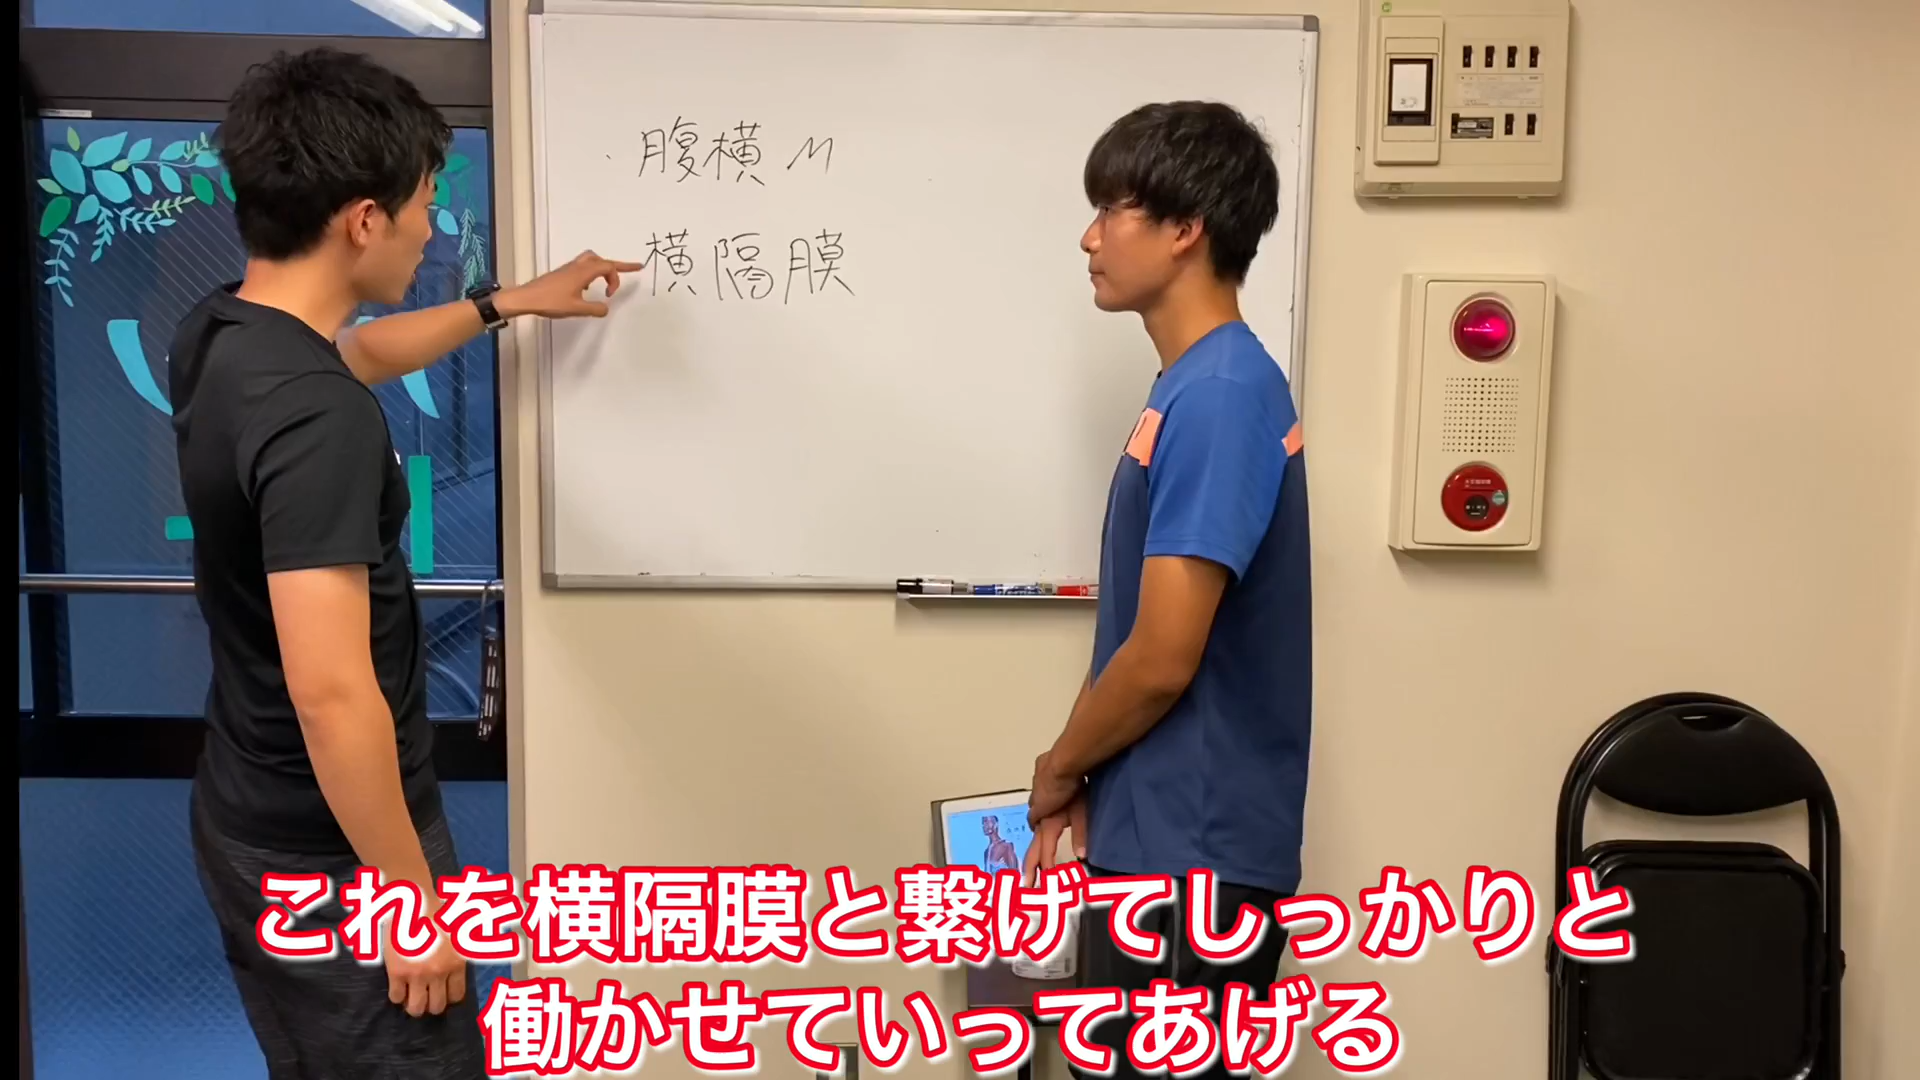 ・腹横M
横隔膜
これを横隔膜と繋げてしっかりと
働かせていってあげる